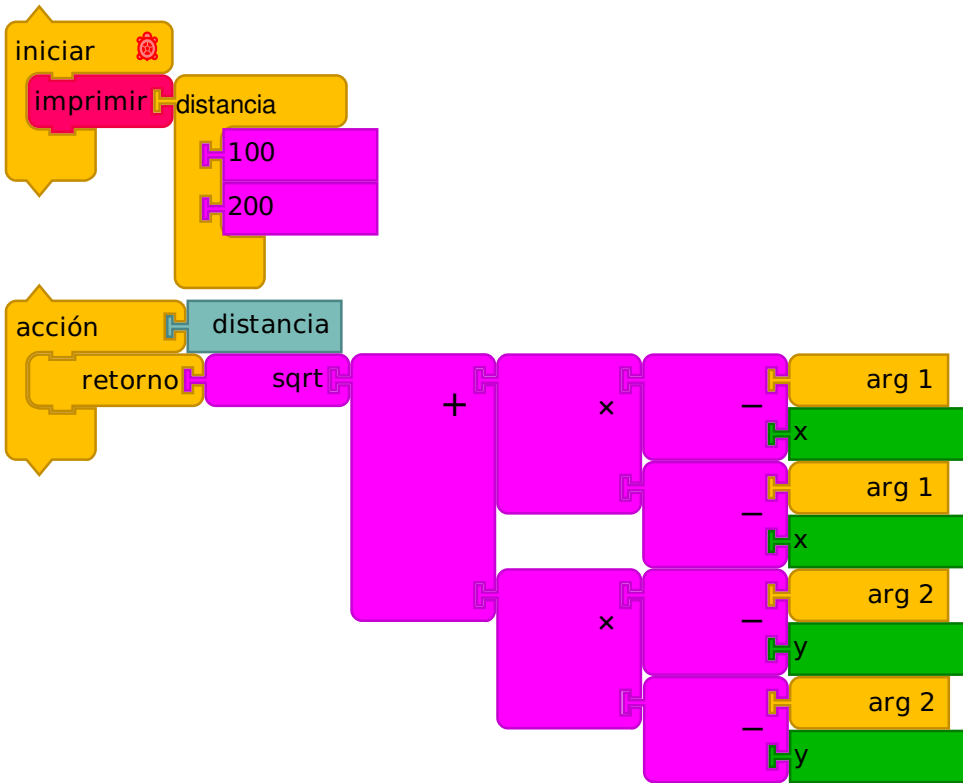 iniciar
imprimir distancia
100
200
acción distancia
retorno sqrt + × − arg 1
x
− arg 1
x
× − arg 2
y
− arg 2
y